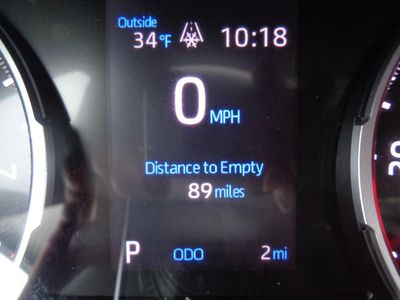 Outside
34°F 10:18
0 MPH
Distance to Empty
89 miles
P ODO 2 mi